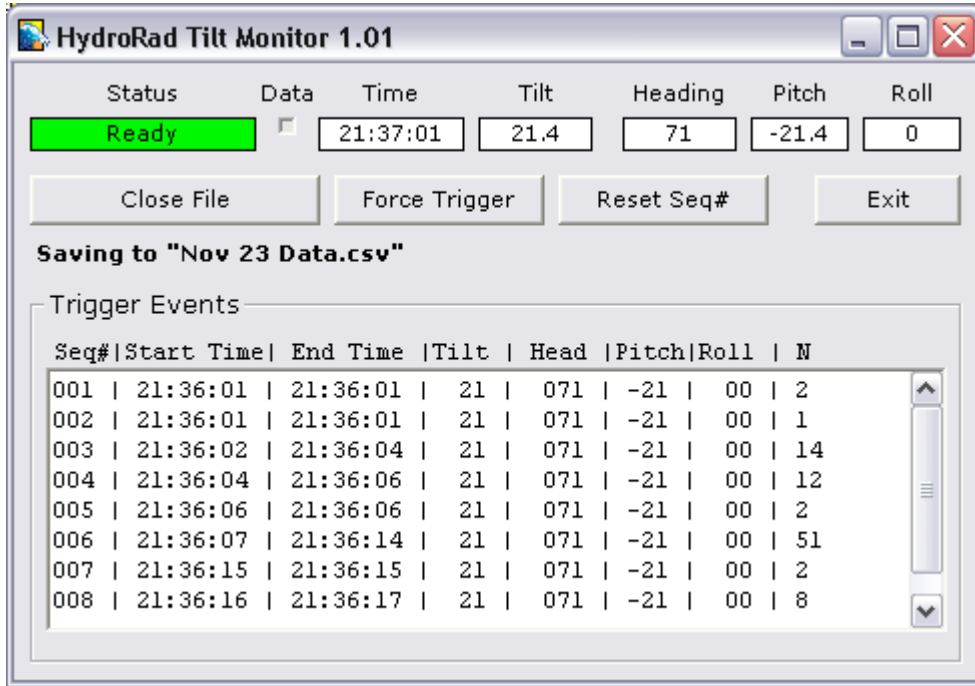 HydroRad Tilt Monitor 1.01
Status Data Time Tilt Heading Pitch Roll
Ready 21:37:01 21.4 71 -21.4 0
Close File Force Trigger Reset Seq# Exit
Saving to "Nov 23 Data.csv"
Trigger Events
Seq#|Start Time| End Time |Tilt | Head |Pitch|Roll | N
001 | 21:36:01 | 21:36:01 | 21 | 071 | -21 | 00 | 2
002 | 21:36:01 | 21:36:01 | 21 | 071 | -21 | 00 | 1
003 | 21:36:02 | 21:36:04 | 21 | 071 | -21 | 00 | 14
004 | 21:36:04 | 21:36:06 | 21 | 071 | -21 | 00 | 12
005 | 21:36:06 | 21:36:06 | 21 | 071 | -21 | 00 | 2
006 | 21:36:07 | 21:36:14 | 21 | 071 | -21 | 00 | 51
007 | 21:36:15 | 21:36:15 | 21 | 071 | -21 | 00 | 2
008 | 21:36:16 | 21:36:17 | 21 | 071 | -21 | 00 | 8